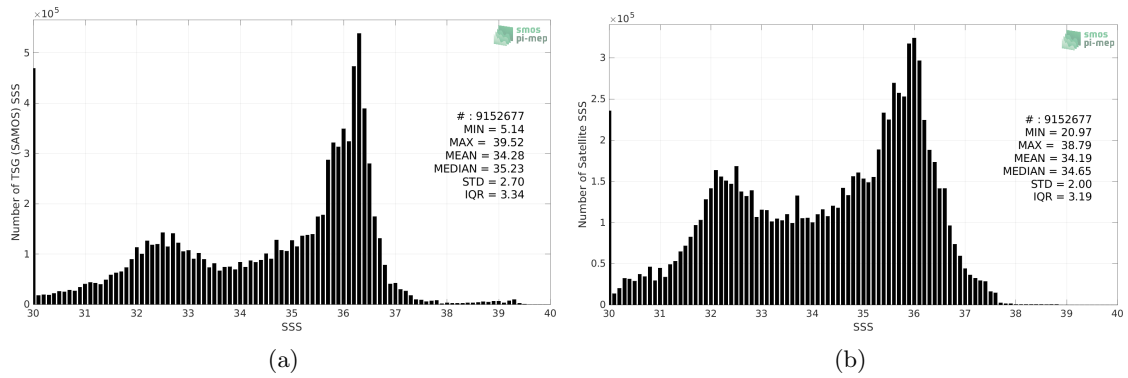 ×10⁵
5
4
3
2
1
0
Number of TSG (SAMOS) SSS
smos
pi-mep
# : 9152677
MIN = 5.14
MAX = 39.52
MEAN = 34.28
MEDIAN = 35.23
STD = 2.70
IQR = 3.34
30 31 32 33 34 35 36 37 38 39 40
SSS
(a)
×10⁵
3
2.5
2
1.5
1
0.5
0
Number of Satellite SSS
smos
pi-mep
# : 9152677
MIN = 20.97
MAX = 38.79
MEAN = 34.19
MEDIAN = 34.65
STD = 2.00
IQR = 3.19
30 31 32 33 34 35 36 37 38 39 40
SSS
(b)